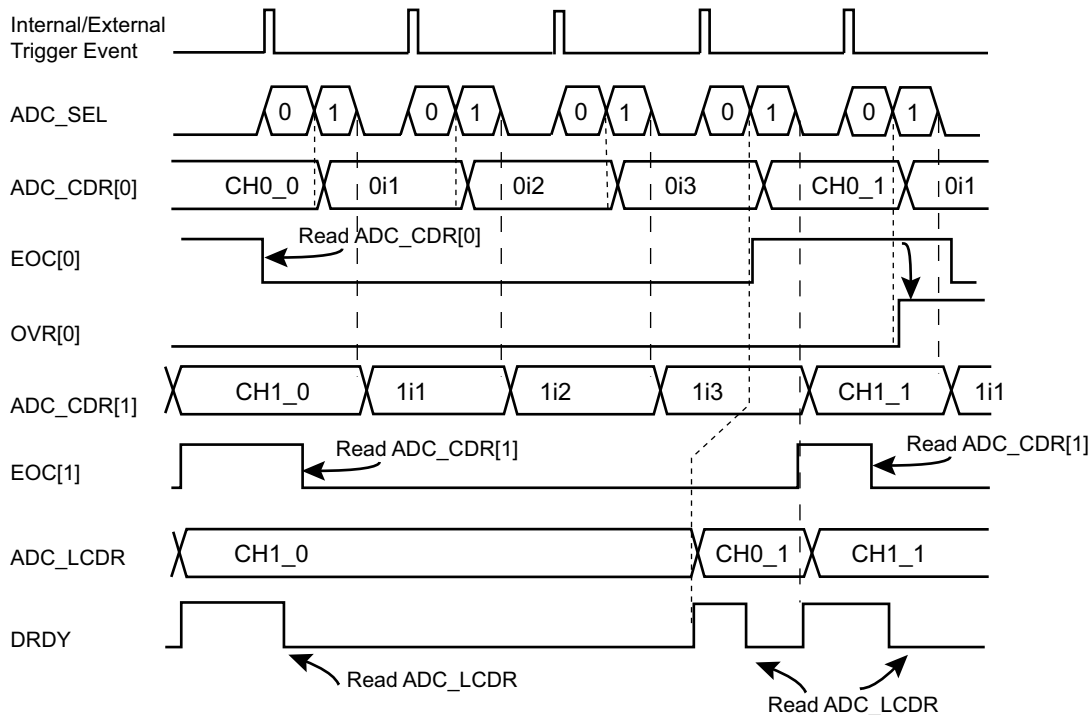 Internal/External
Trigger Event
ADC_SEL
0 1 0 1 0 1 0 1 0 1
ADC_CDR[0]
CH0_0 0i1 0i2 0i3 CH0_1 0i1
Read ADC_CDR[0]
EOC[0]
OVR[0]
ADC_CDR[1]
CH1_0 1i1 1i2 1i3 CH1_1 1i1
Read ADC_CDR[1] Read ADC_CDR[1]
EOC[1]
ADC_LCDR
CH1_0 CH0_1 CH1_1
DRDY
Read ADC_LCDR
Read ADC_LCDR